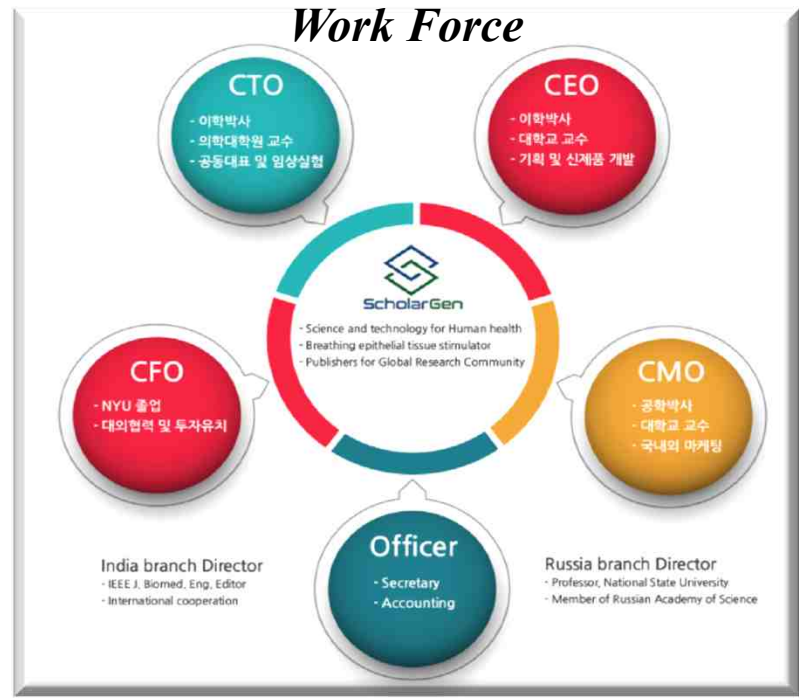 Work Force
CTO
- 이학박사
- 의학대학원 교수
- 공동대표 및 임상실험
CEO
- 이학박사
- 대학교 교수
- 기획 및 신제품 개발
ScholarGen
- Science and technology for Human health
- Breathing epithelial tissue stimulator
- Publishers for Global Research Community
CFO
- NYU 졸업
- 대외협력 및 투자유치
CMO
- 공학박사
- 대학교 교수
- 국내외 마케팅
Officer
- Secretary
- Accounting
India branch Director
- IEEE J. Biomed. Eng. Editor
- International cooperation
Russia branch Director
- Professor, National State University
- Member of Russian Academy of Science